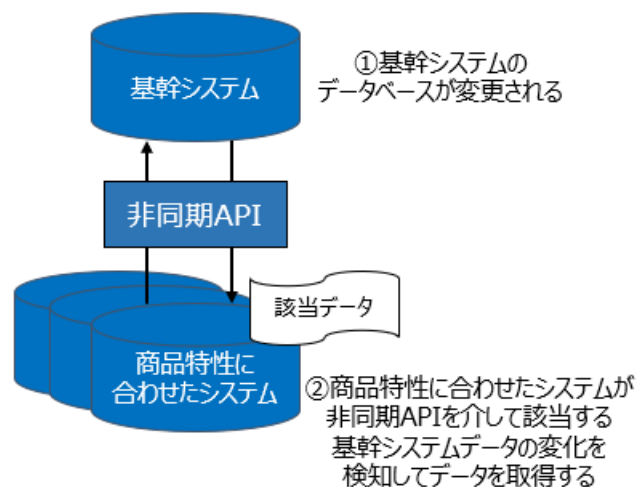 基幹システム
①基幹システムの
データベースが変更される
非同期API
該当データ
商品特性に
合わせたシステム
②商品特性に合わせたシステムが
非同期APIを介して該当する
基幹システムデータの変化を
検知してデータを取得する